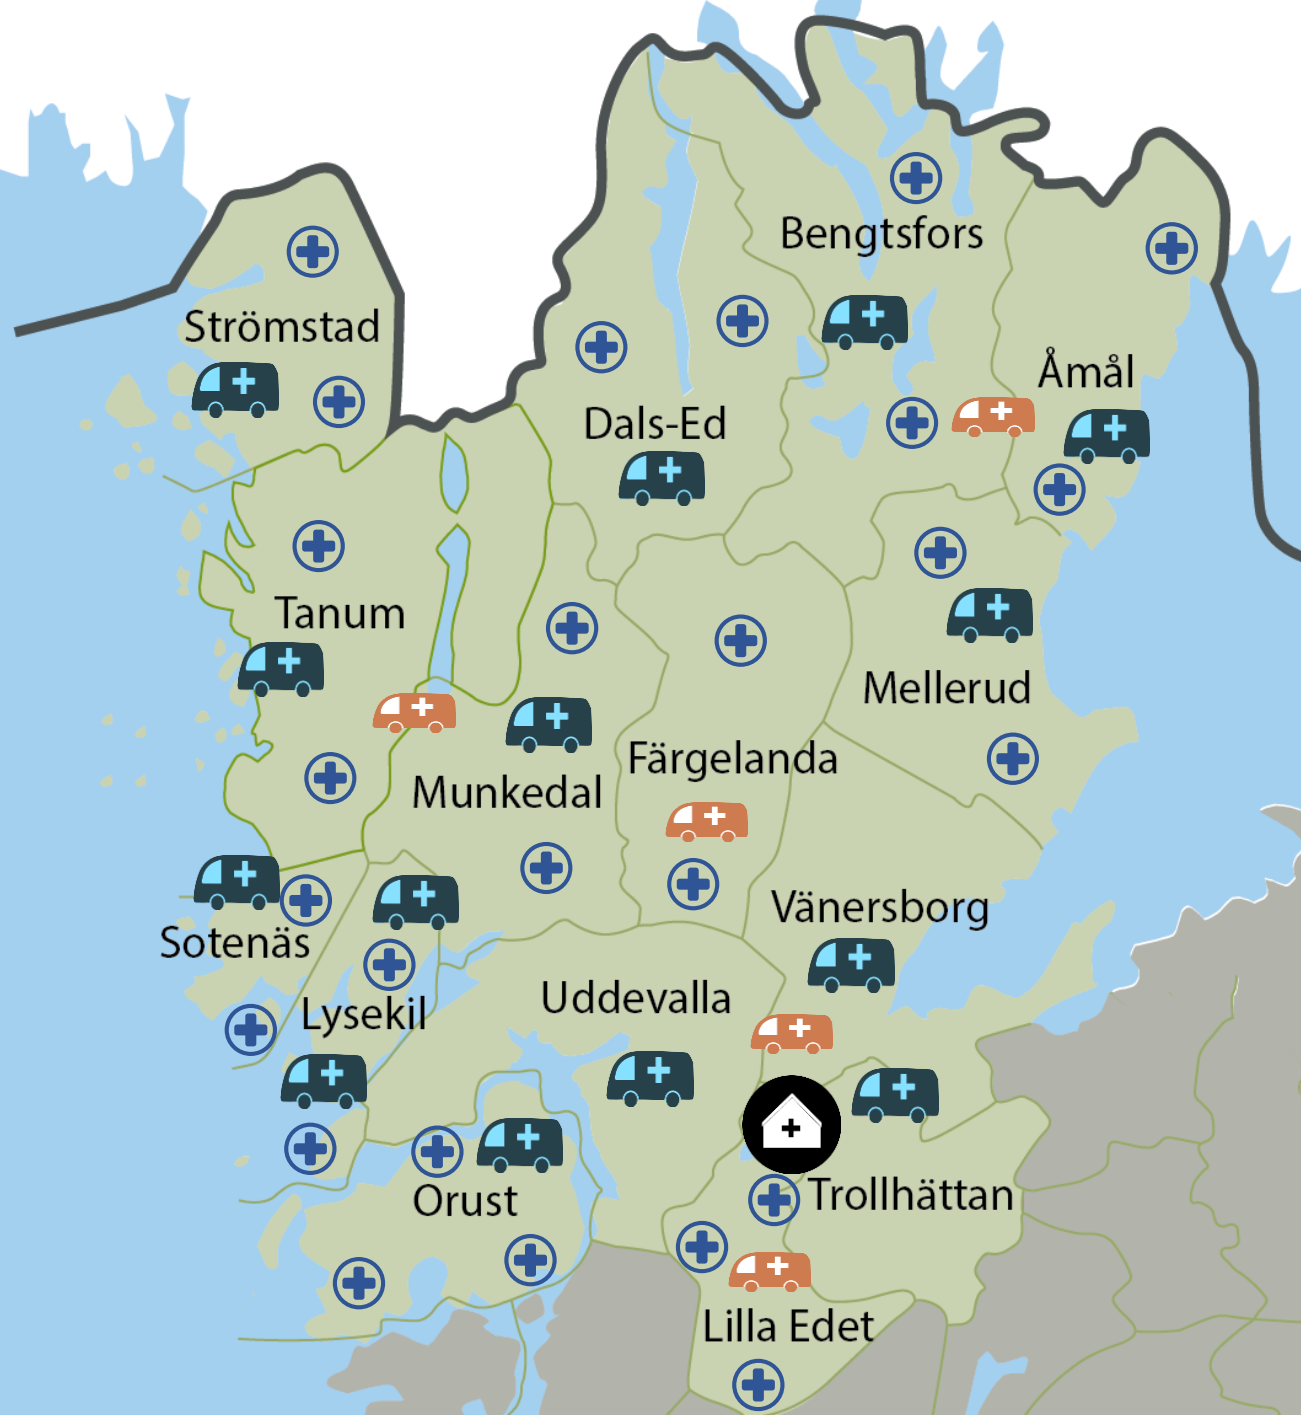 Bengtsfors
Strömstad
Åmål
Dals-Ed
Tanum
Mellerud
Färgelanda
Munkedal
Vänersborg
Sotenäs
Uddevalla
Lysekil
Trollhättan
Orust
Lilla Edet